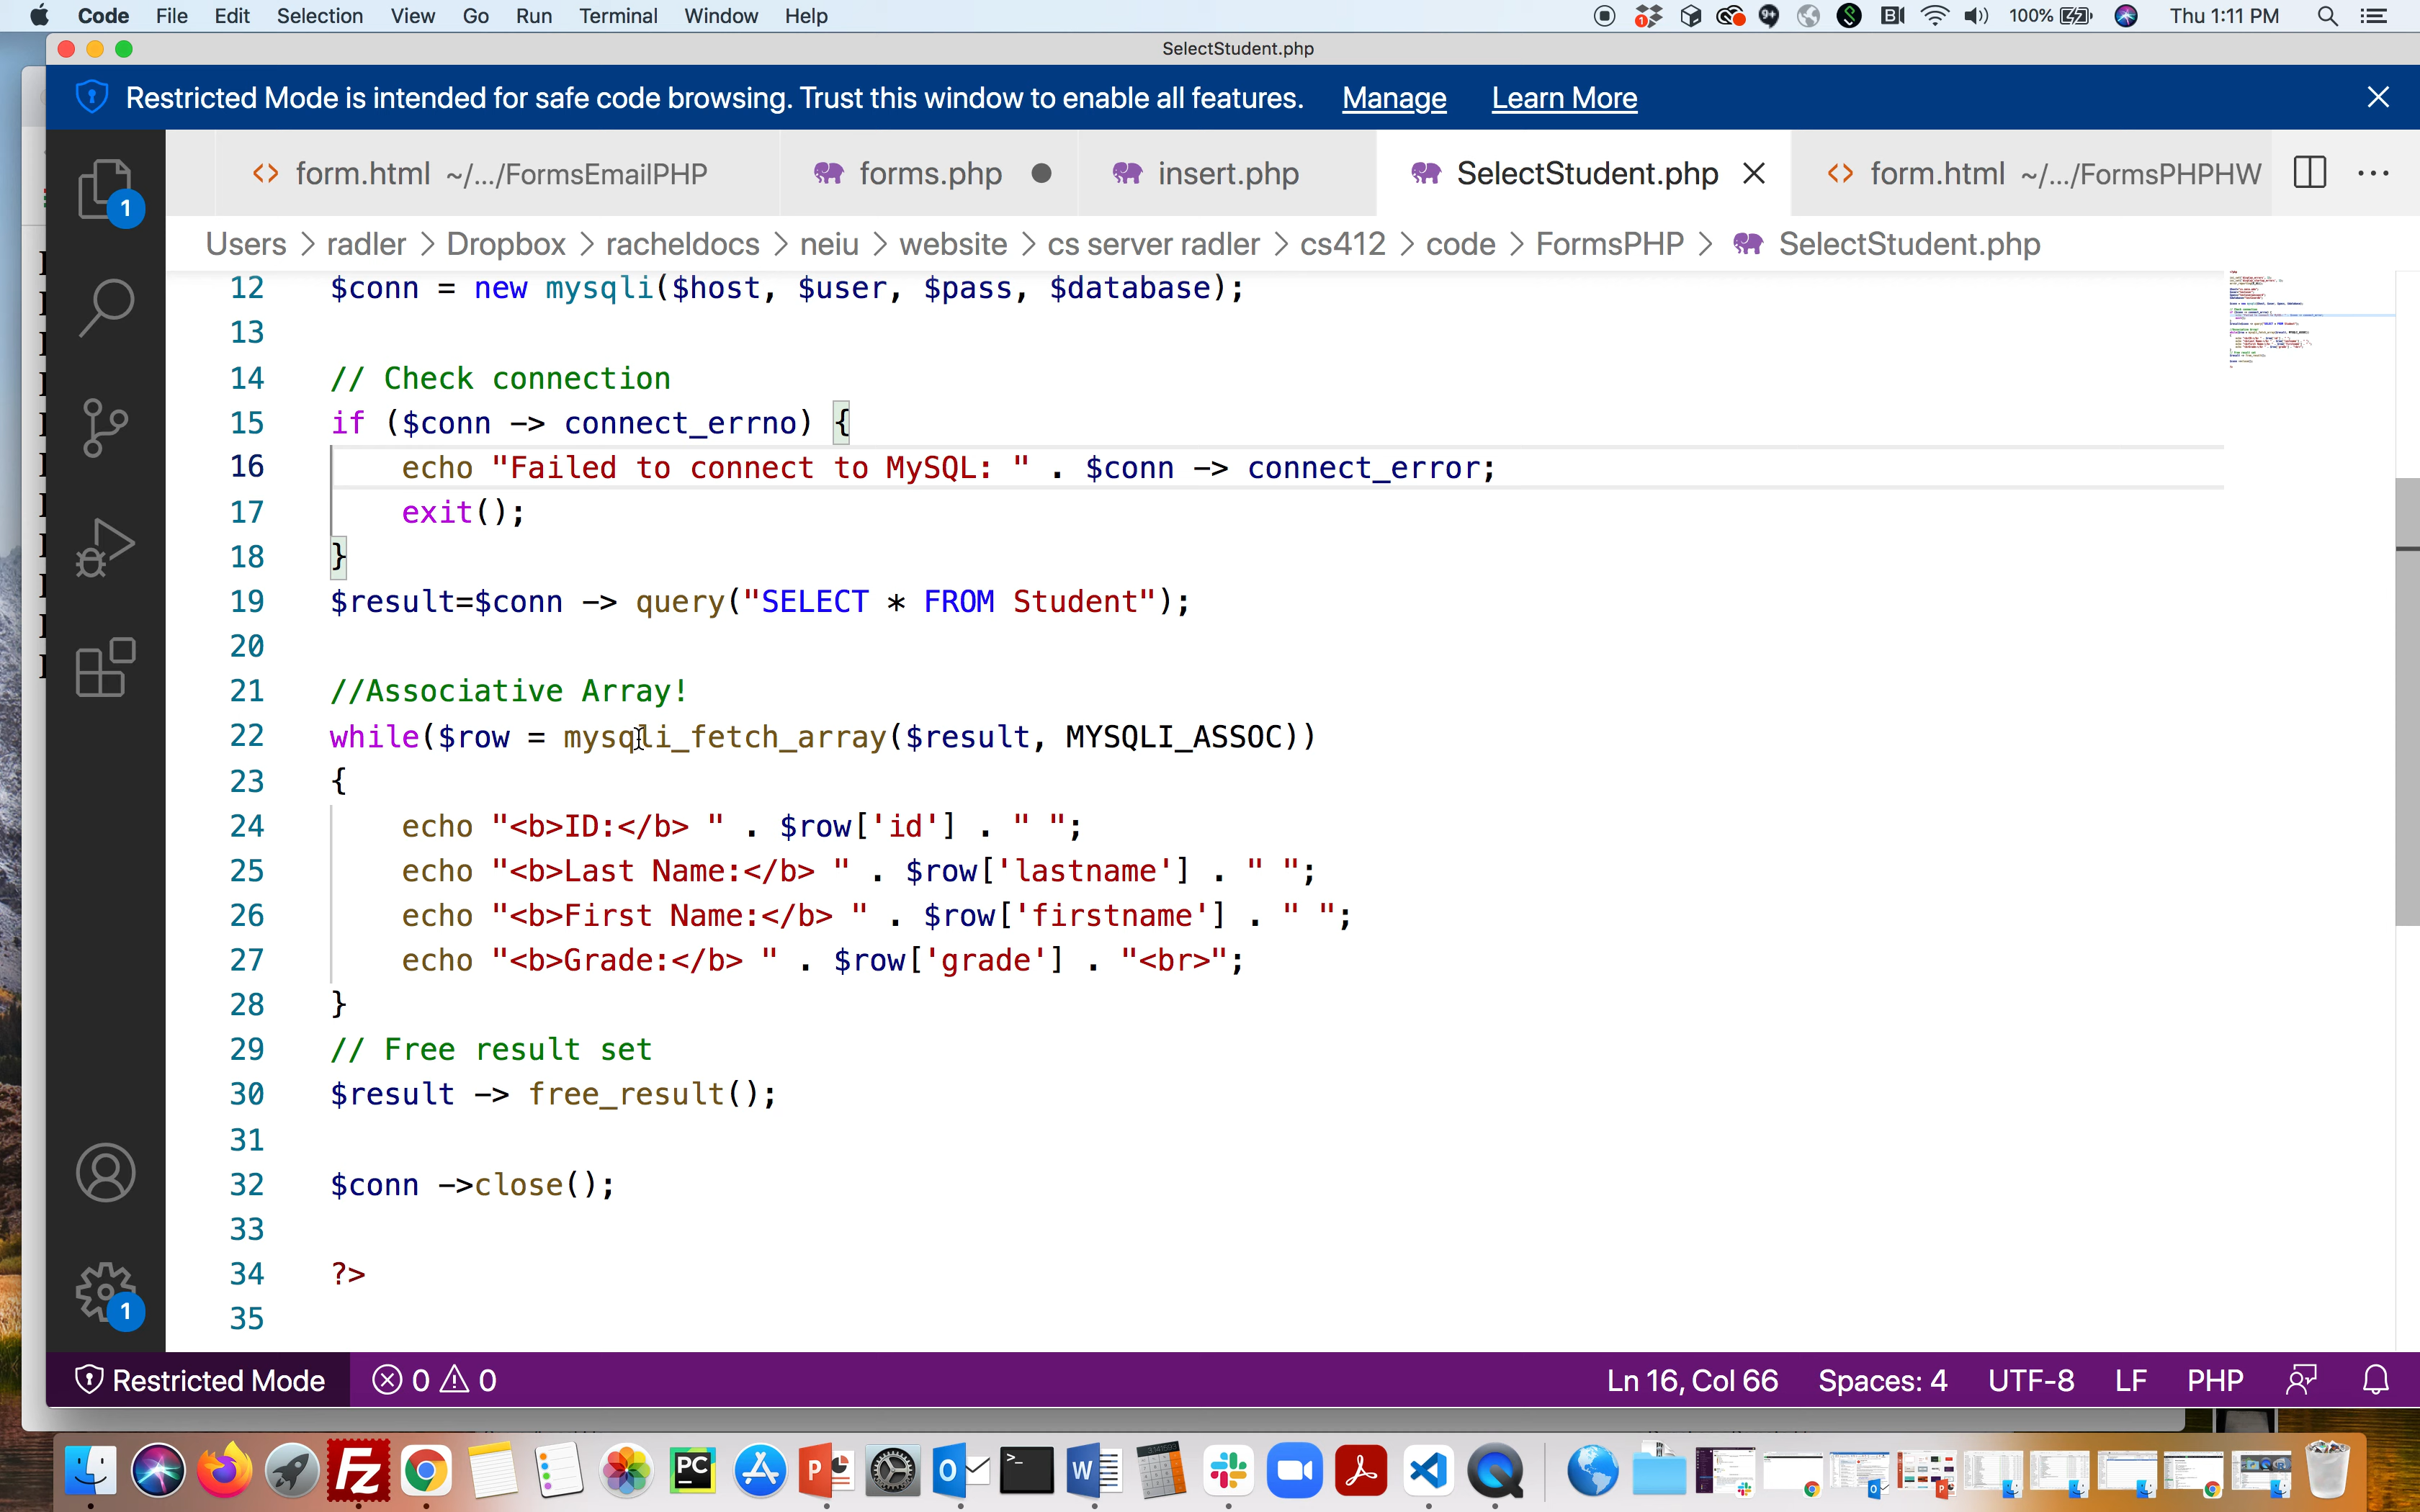 Code File Edit Selection View Go Run Terminal Window Help 1 9+ 100% Thu 1:11 PM
SelectStudent.php
Restricted Mode is intended for safe code browsing. Trust this window to enable all features. Manage Learn More
form.html ~/.../FormsEmailPHP forms.php insert.php SelectStudent.php form.html ~/.../FormsPHPHW
1
Users > radler > Dropbox > racheldocs > neiu > website > cs server radler > cs412 > code > FormsPHP > SelectStudent.php
12 $conn = new mysqli($host, $user, $pass, $database);
13
14 // Check connection
15 if ($conn -> connect_errno) {
16 echo "Failed to connect to MySQL: " . $conn -> connect_error;
17 exit();
18 }
19 $result=$conn -> query("SELECT * FROM Student");
20
21 //Associative Array!
22 while($row = mysqli_fetch_array($result, MYSQLI_ASSOC))
23 {
24 echo "<b>ID:</b> " . $row['id'] . " ";
25 echo "<b>Last Name:</b> " . $row['lastname'] . " ";
26 echo "<b>First Name:</b> " . $row['firstname'] . " ";
27 echo "<b>Grade:</b> " . $row['grade'] . "<br>";
28 }
29 // Free result set
30 $result -> free_result();
31
32 $conn ->close();
33
34 ?>
1
35
Restricted Mode 0 0 Ln 16, Col 66 Spaces: 4 UTF-8 LF PHP
Fz PC P O >_ W